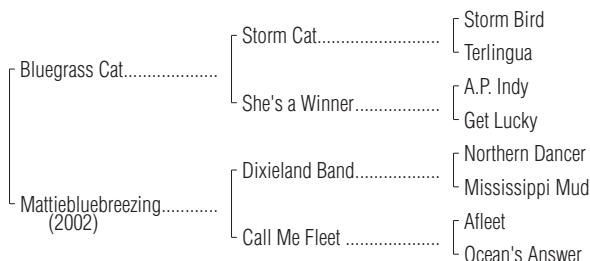 Storm Bird
Storm Cat........................
Terlingua
Bluegrass Cat....................
A.P. Indy
She's a Winner.................
Get Lucky
Northern Dancer
Dixieland Band.................
Mississippi Mud
Mattiebluebreezing............
(2002)
Afleet
Call Me Fleet ...................
Ocean's Answer